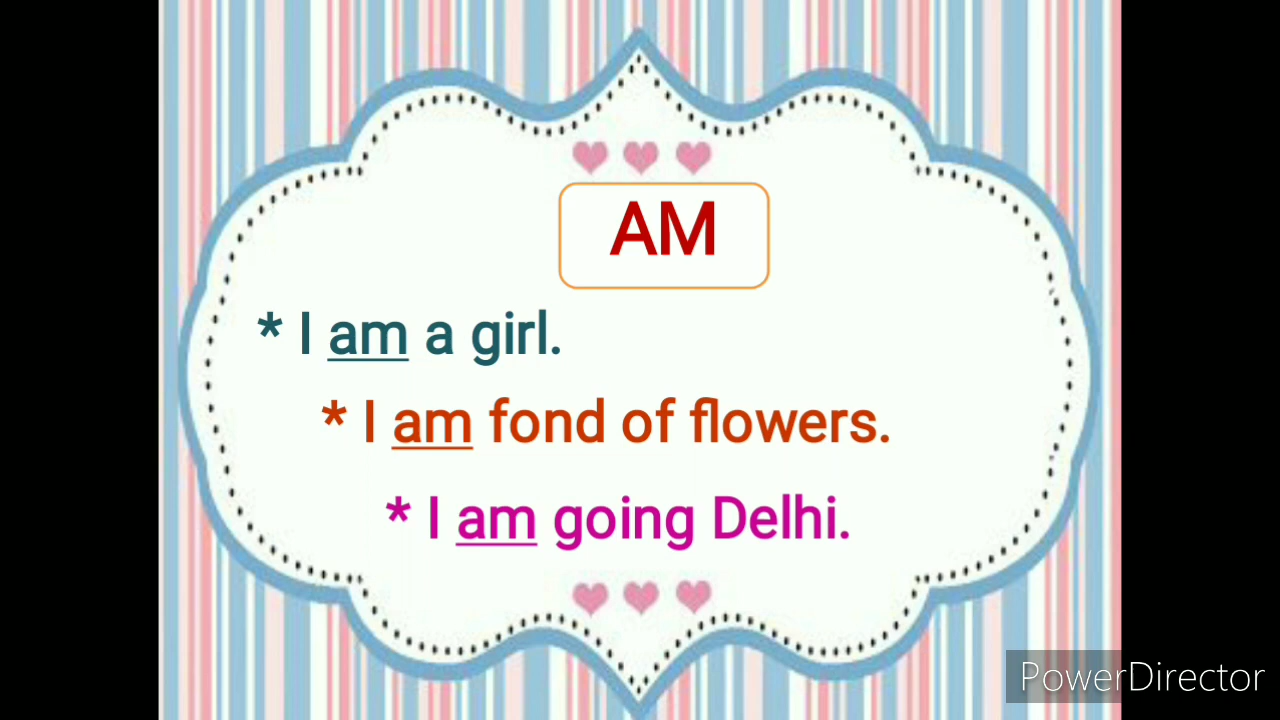 AM
* I am a girl.
* I am fond of flowers.
* I am going Delhi.
PowerDirector